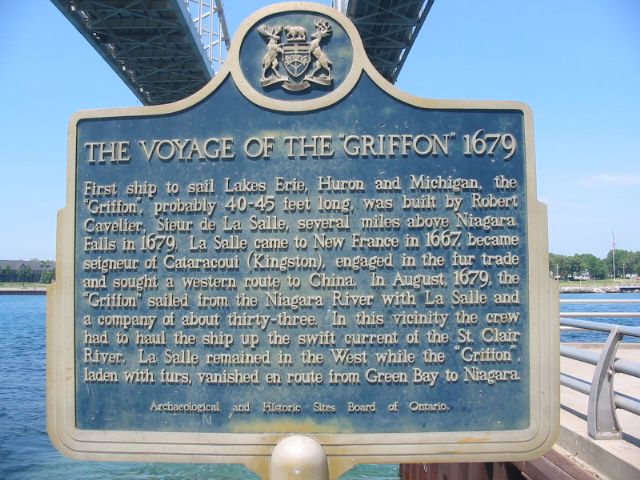 THE VOYAGE OF THE "GRIFFON" 1679
First ship to sail Lakes Erie, Huron and Michigan, the
"Griffon", probably 40-45 feet long, was built by Robert
Cavelier, Sieur de La Salle, several miles above Niagara
Falls in 1679. La Salle came to New France in 1667, became
seigneur of Cataracoui (Kingston), engaged in the fur trade
and sought a western route to China. In August, 1679, the
"Griffon" sailed from the Niagara River with La Salle and
a company of about thirty-three. In this vicinity the crew
had to haul the ship up the swift current of the St. Clair
River. La Salle remained in the West while the "Griffon",
laden with furs, vanished en route from Green Bay to Niagara.
Archaeological and Historic Sites Board of Ontario.